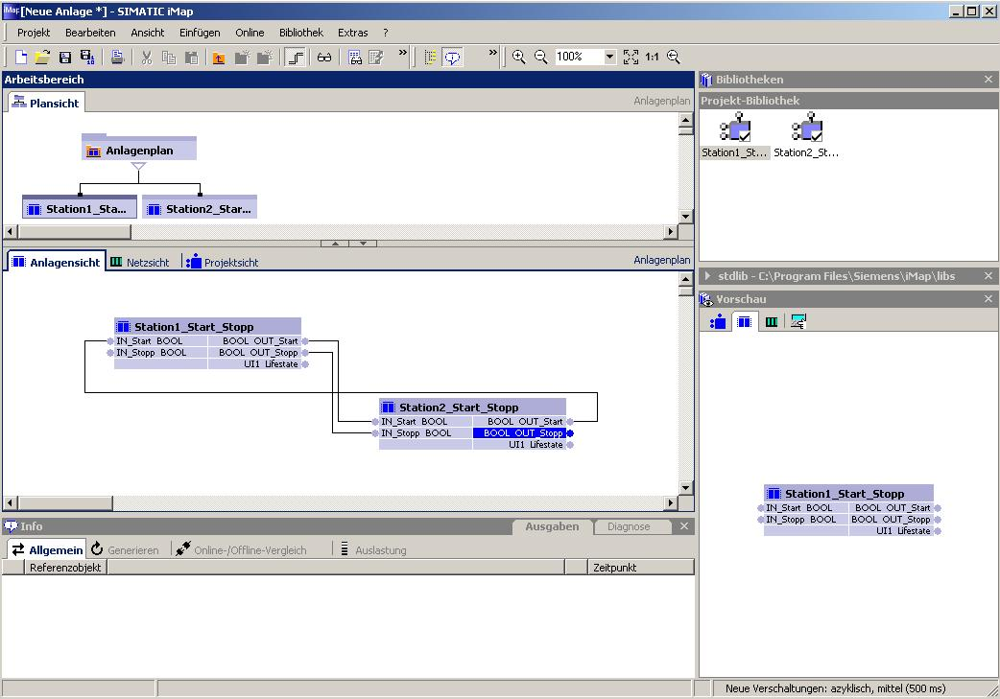 iMap [Neue Anlage *] - SIMATIC iMap
Projekt Bearbeiten Ansicht Einfügen Online Bibliothek Extras ?
100% 1:1
Arbeitsbereich
Plansicht Anlagenplan
Anlagenplan
Station1_Sta... Station2_Star...
Anlagensicht Netzsicht Projektsicht Anlagenplan
Station1_Start_Stopp
IN_Start BOOL BOOL OUT_Start
IN_Stopp BOOL BOOL OUT_Stopp
UI1 Lifestate
Station2_Start_Stopp
IN_Start BOOL BOOL OUT_Start
IN_Stopp BOOL BOOL OUT_Stopp
UI1 Lifestate
Info Ausgaben Diagnose
Allgemein Generieren Online-/Offline-Vergleich Auslastung
Referenzobjekt Zeitpunkt
Bibliotheken
Projekt-Bibliothek
Station1_St... Station2_St...
stdlib - C:\Program Files\Siemens\iMap\libs
Vorschau
Station1_Start_Stopp
IN_Start BOOL BOOL OUT_Start
IN_Stopp BOOL BOOL OUT_Stopp
UI1 Lifestate
Neue Verschaltungen: azyklisch, mittel (500 ms)